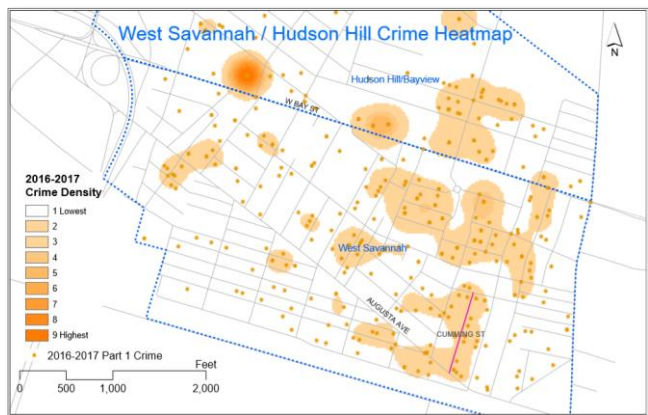 West Savannah / Hudson Hill Crime Heatmap
N
Hudson Hill/Bayview
W BAY ST
2016-2017
Crime Density
1 Lowest
2
3
4
5
6
7
8
9 Highest
West Savannah
AUGUSTA AVE
CUMMING ST
2016-2017 Part 1 Crime
Feet
0 500 1,000 2,000